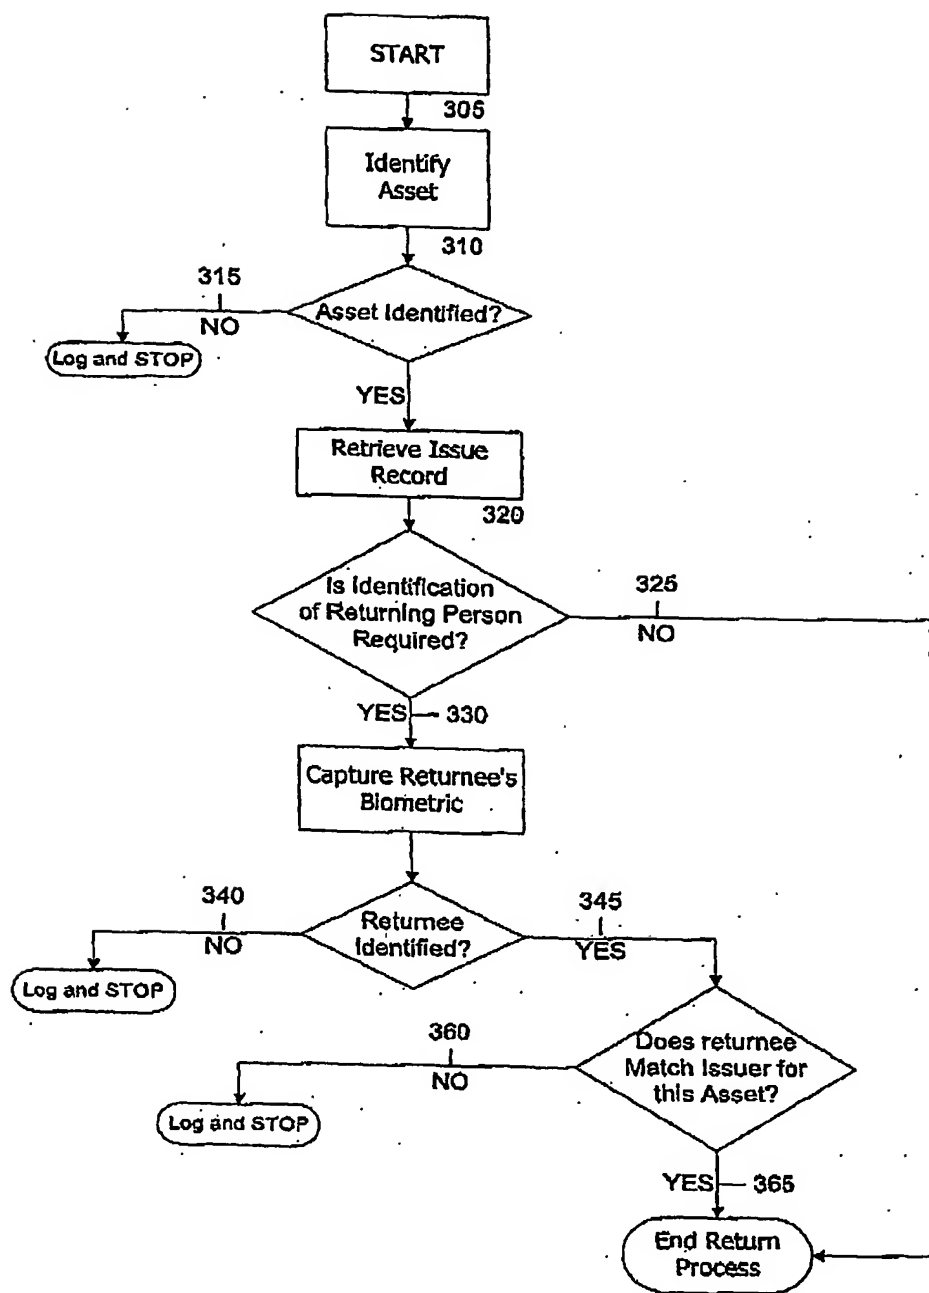 START
305
Identify
Asset
310
315
NO
Asset Identified?
Log and STOP
YES
Retrieve Issue
Record
320
Is Identification
of Returning Person
Required?
325
NO
YES
330
Capture Returnee's
Biometric
340
NO
Returnee
Identified?
345
YES
Log and STOP
360
NO
Does returnee
Match Issuer for
this Asset?
Log and STOP
YES
365
End Return
Process